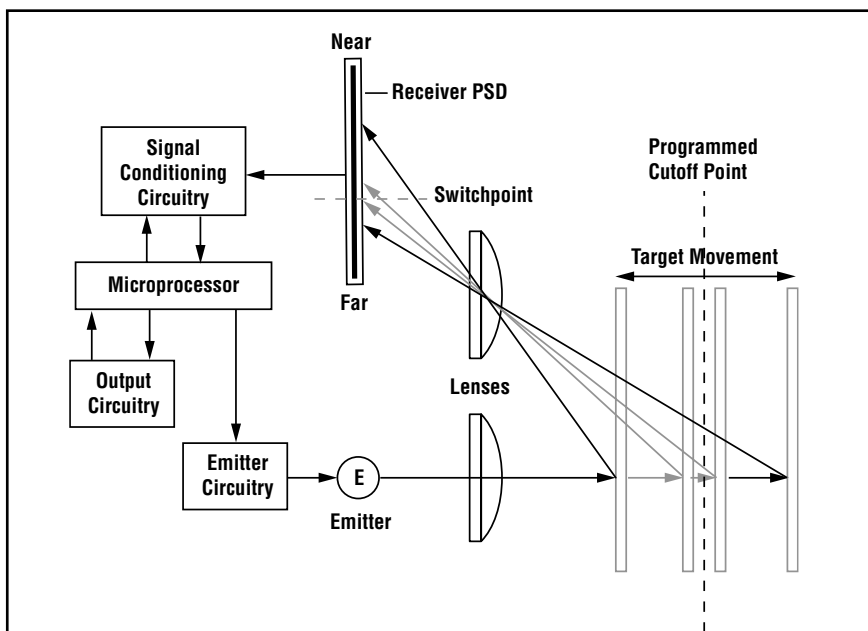 Near
Receiver PSD
Signal
Conditioning
Circuitry
Programmed
Cutoff Point
Switchpoint
Target Movement
Microprocessor
Far
Output
Circuitry
Lenses
Emitter
Circuitry
E
Emitter